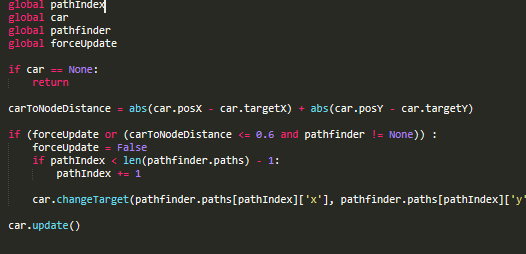 global pathIndex
global car
global pathfinder
global forceUpdate
if car == None:
return
carToNodeDistance = abs(car.posX - car.targetX) + abs(car.posY - car.targetY)
if (forceUpdate or (carToNodeDistance <= 0.6 and pathfinder != None)) :
forceUpdate = False
if pathIndex < len(pathfinder.paths) - 1:
pathIndex += 1
car.changeTarget(pathfinder.paths[pathIndex]['x'], pathfinder.paths[pathIndex]['y'
car.update()